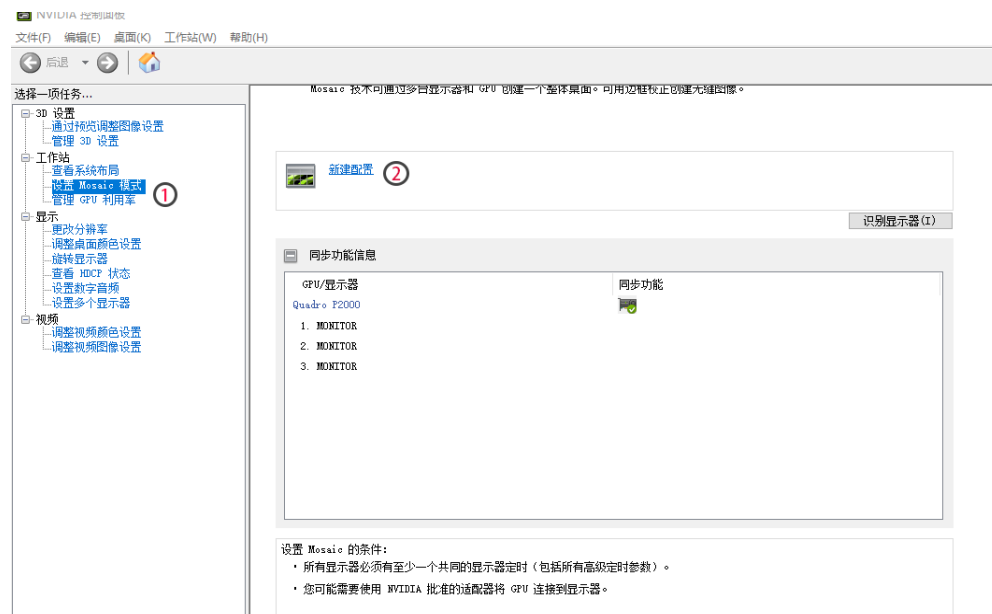 NVIDIA 控制面板
文件(F) 编辑(E) 桌面(K) 工作站(W) 帮助(H)
后退
选择一项任务...
3D 设置
通过预览调整图像设置
管理 3D 设置
工作站
查看系统布局
设置 Mosaic 模式
管理 GPU 利用率
①
显示
更改分辨率
调整桌面颜色设置
旋转显示器
查看 HDCP 状态
设置数字音频
设置多个显示器
视频
调整视频颜色设置
调整视频图像设置
Mosaic 技术可通过多台显示器和 GPU 创建一个整体桌面。可用边框校正创建无缝图像。
新建配置 ②
识别显示器(I)
同步功能信息
GPU/显示器 同步功能
Quadro P2000
1. MONITOR
2. MONITOR
3. MONITOR
设置 Mosaic 的条件:
· 所有显示器必须有至少一个共同的显示器定时(包括所有高级定时参数)。
· 您可能需要使用 NVIDIA 批准的适配器将 GPU 连接到显示器。